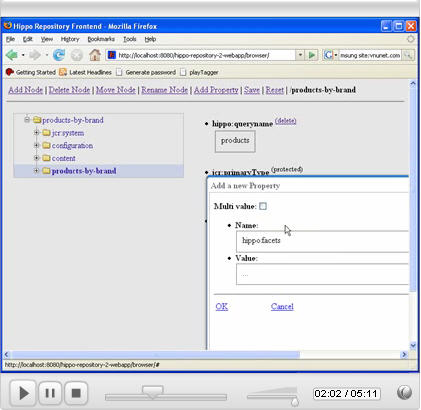 Hippo Repository Frontend - Mozilla Firefox
File Edit View History Bookmarks Tools Help
http://localhost:8080/hippo-repository-2-webapp/browser/
msung site:vnunet.com
Getting Started Latest Headlines Generate password playTagger
Add Node | Delete Node | Move Node | Rename Node | Add Property | Save | Reset | /products-by-brand
products-by-brand
jcr:system
configuration
content
products-by-brand
hippo:queryname (delete)
products
jcr:primaryType (protected)
Add a new Property
Multi value:
Name:
hippo:facets
Value:
...
OK Cancel
http://localhost:8080/hippo-repository-2-webapp/browser/#
02:02 / 05:11